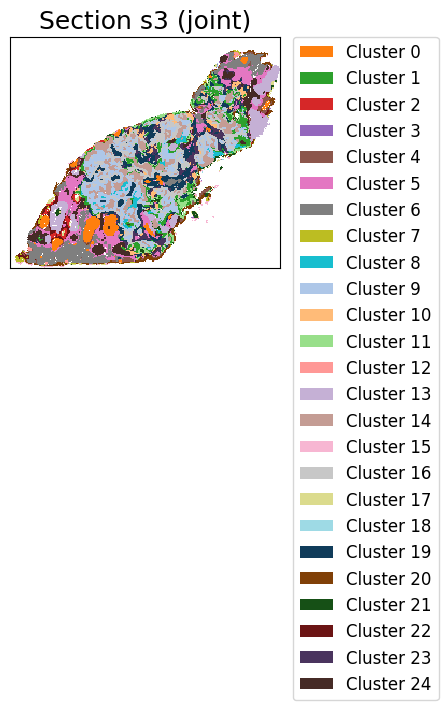 Section s3 (joint)
Cluster 0
Cluster 1
Cluster 2
Cluster 3
Cluster 4
Cluster 5
Cluster 6
Cluster 7
Cluster 8
Cluster 9
Cluster 10
Cluster 11
Cluster 12
Cluster 13
Cluster 14
Cluster 15
Cluster 16
Cluster 17
Cluster 18
Cluster 19
Cluster 20
Cluster 21
Cluster 22
Cluster 23
Cluster 24